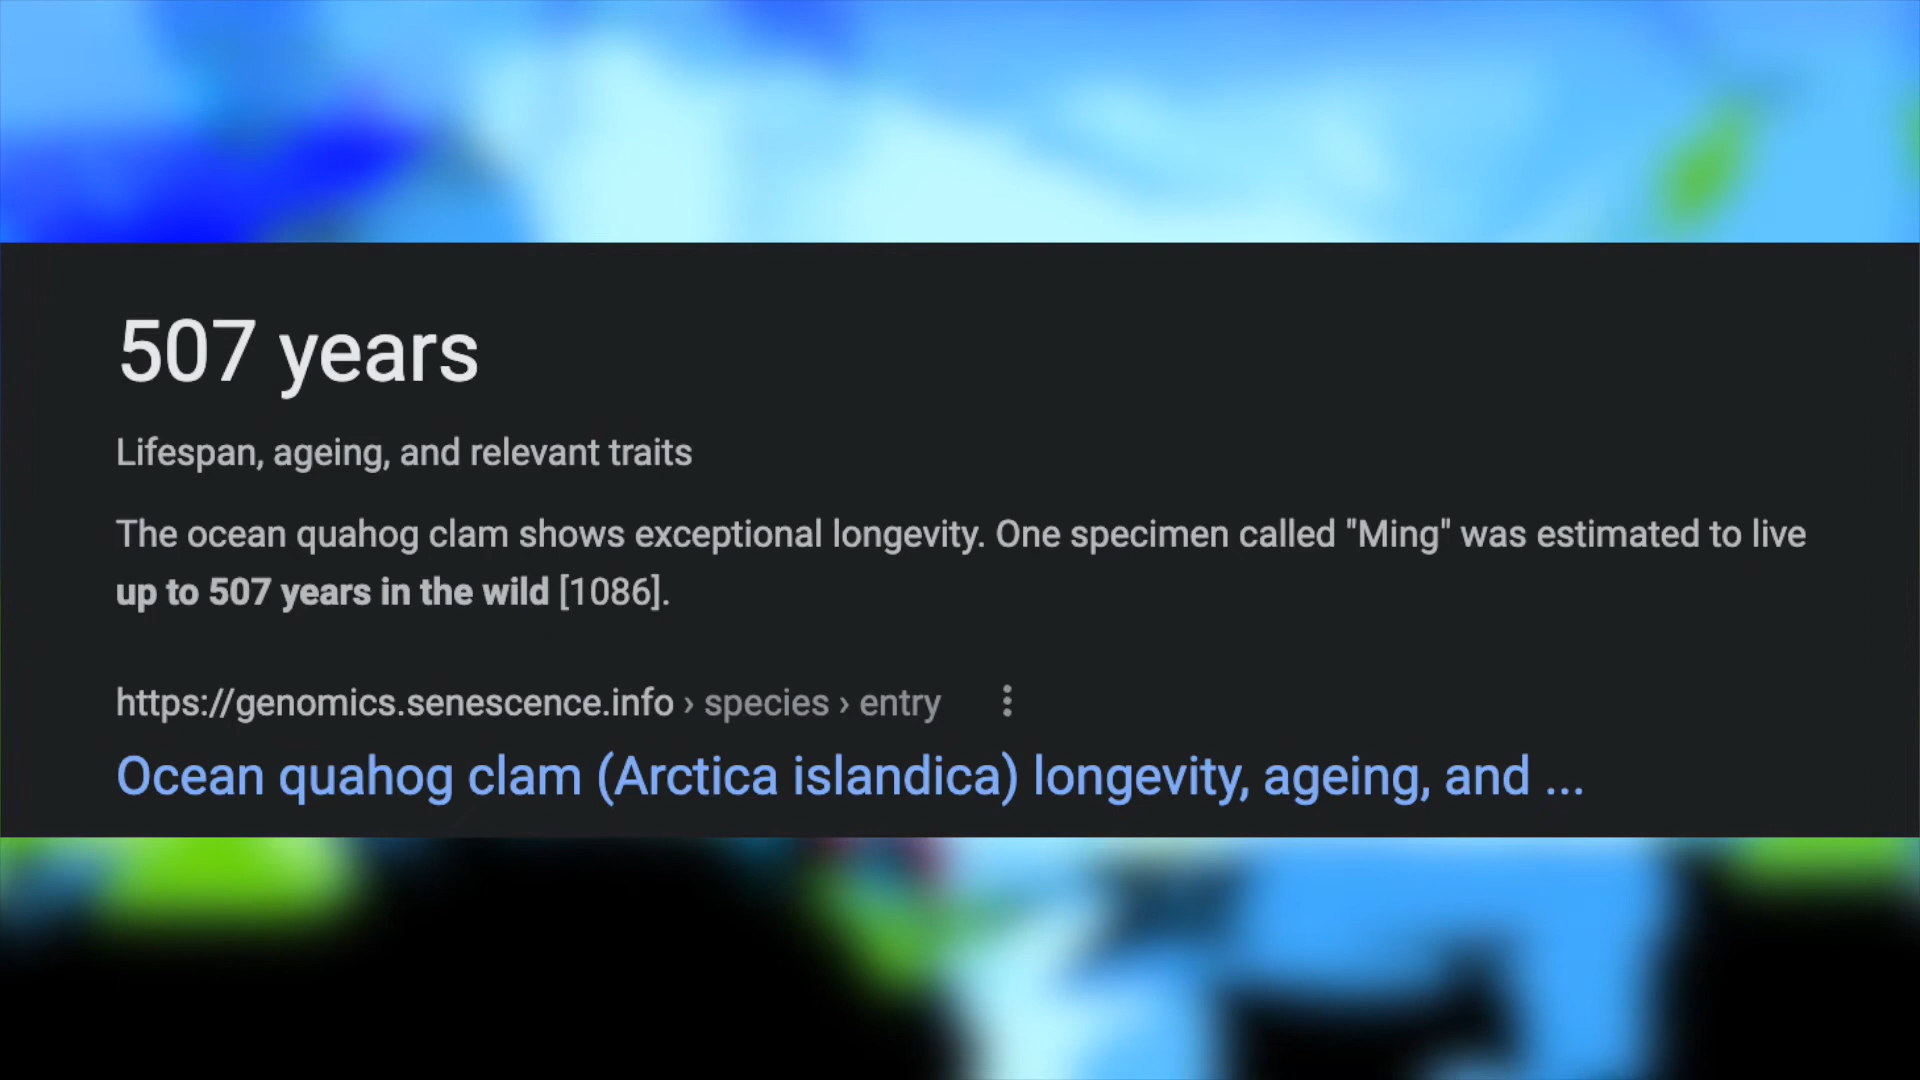 507 years
Lifespan, ageing, and relevant traits
The ocean quahog clam shows exceptional longevity. One specimen called "Ming" was estimated to live
up to 507 years in the wild [1086].
https://genomics.senescence.info › species › entry
Ocean quahog clam (Arctica islandica) longevity, ageing, and ...